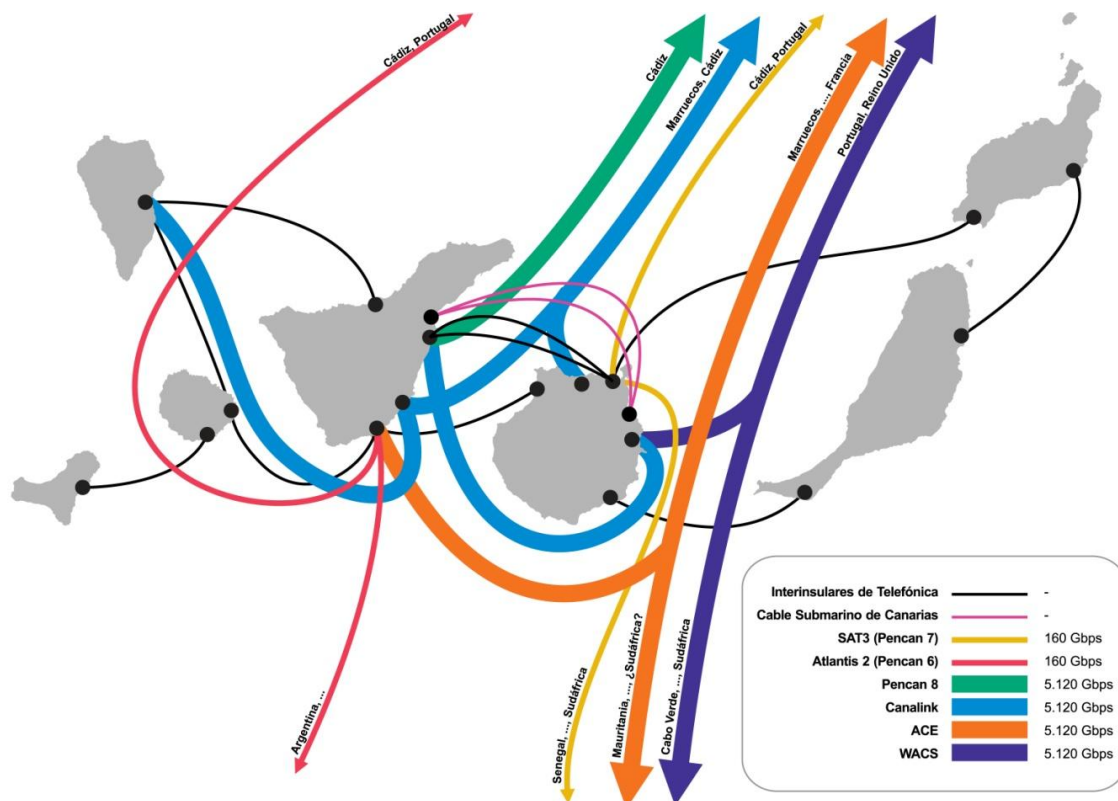 Cádiz, Portugal
Cádiz
Marruecos, Cádiz
Cádiz, Portugal
Marruecos, ..., Francia
Portugal, Reino Unido
Argentina, ...
Senegal, ..., Sudáfrica
Mauritania, ..., ¿Sudáfrica?
Cabo Verde, ..., Sudáfrica
Interinsulares de Telefónica -
Cable Submarino de Canarias -
SAT3 (Pencan 7) 160 Gbps
Atlantis 2 (Pencan 6) 160 Gbps
Pencan 8 5.120 Gbps
Canalink 5.120 Gbps
ACE 5.120 Gbps
WACS 5.120 Gbps